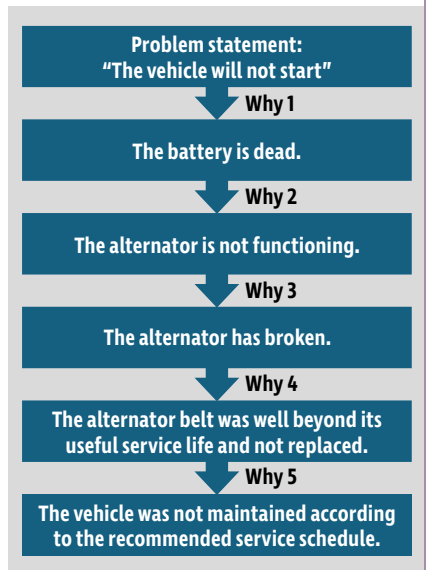 Problem statement:
“The vehicle will not start”
Why 1
The battery is dead.
Why 2
The alternator is not functioning.
Why 3
The alternator has broken.
Why 4
The alternator belt was well beyond its
useful service life and not replaced.
Why 5
The vehicle was not maintained according
to the recommended service schedule.